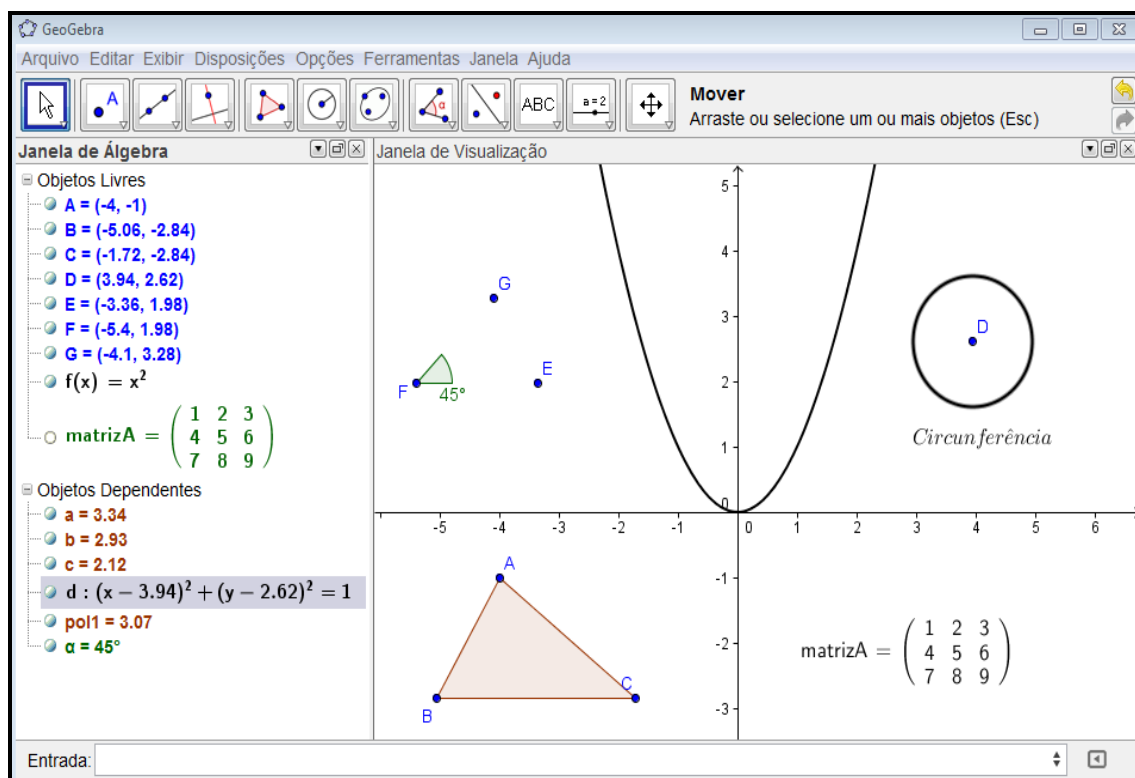 GeoGebra
Arquivo Editar Exibir Disposições Opções Ferramentas Janela Ajuda
A
α
ABC
a = 2
Mover
Arraste ou selecione um ou mais objetos (Esc)
Janela de Álgebra
Objetos Livres
A = (-4, -1)
B = (-5.06, -2.84)
C = (-1.72, -2.84)
D = (3.94, 2.62)
E = (-3.36, 1.98)
F = (-5.4, 1.98)
G = (-4.1, 3.28)
f(x) = x²
matrizA =
1 2 3
4 5 6
7 8 9
Objetos Dependentes
a = 3.34
b = 2.93
c = 2.12
d : (x − 3.94)² + (y − 2.62)² = 1
pol1 = 3.07
α = 45°
Janela de Visualização
5
4
G
3
D
E
2
F
45°
Circunferência
1
0
-5 -4 -3 -2 -1 0 1 2 3 4 5 6
A
-1
-2
matrizA =
1 2 3
4 5 6
7 8 9
C
B
-3
Entrada: